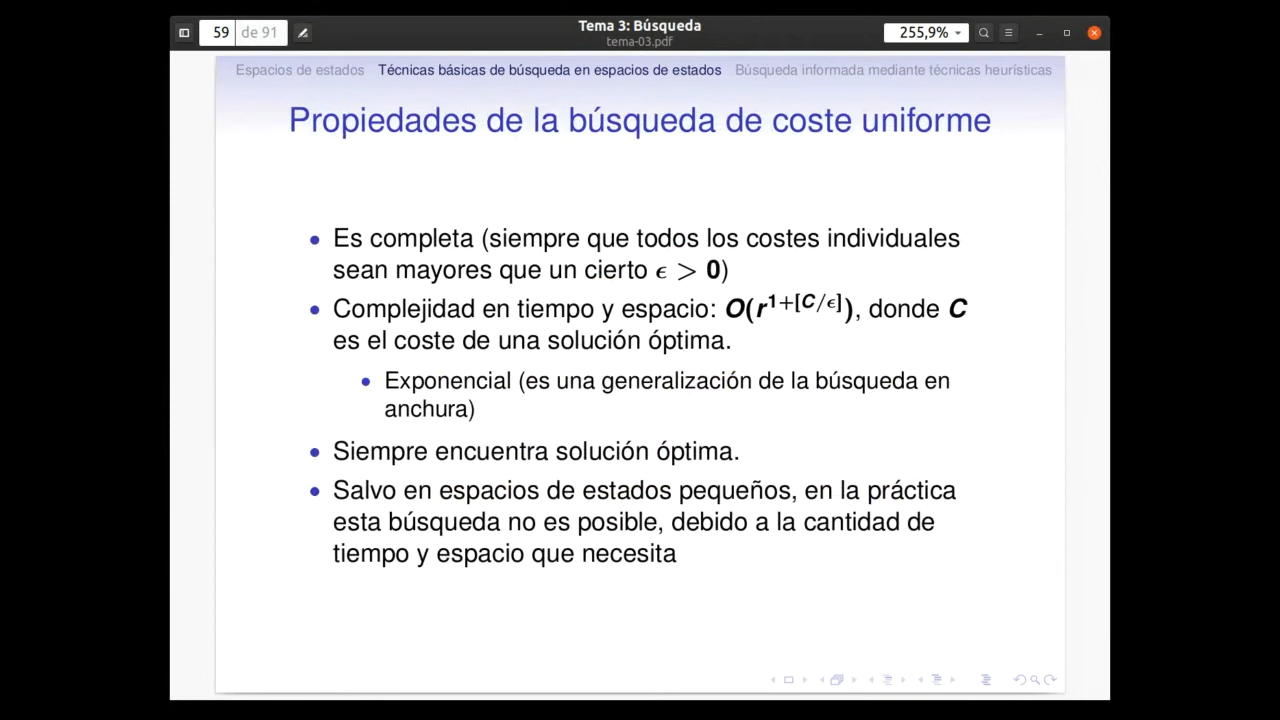 59 de 91
Tema 3: Búsqueda
tema-03.pdf
255,9%
Espacios de estados Técnicas básicas de búsqueda en espacios de estados Búsqueda informada mediante técnicas heurísticas
Propiedades de la búsqueda de coste uniforme
• Es completa (siempre que todos los costes individuales
sean mayores que un cierto ϵ > 0)
• Complejidad en tiempo y espacio: O(r^{1+[C/ϵ]}), donde C
es el coste de una solución óptima.
• Exponencial (es una generalización de la búsqueda en
anchura)
• Siempre encuentra solución óptima.
• Salvo en espacios de estados pequeños, en la práctica
esta búsqueda no es posible, debido a la cantidad de
tiempo y espacio que necesita